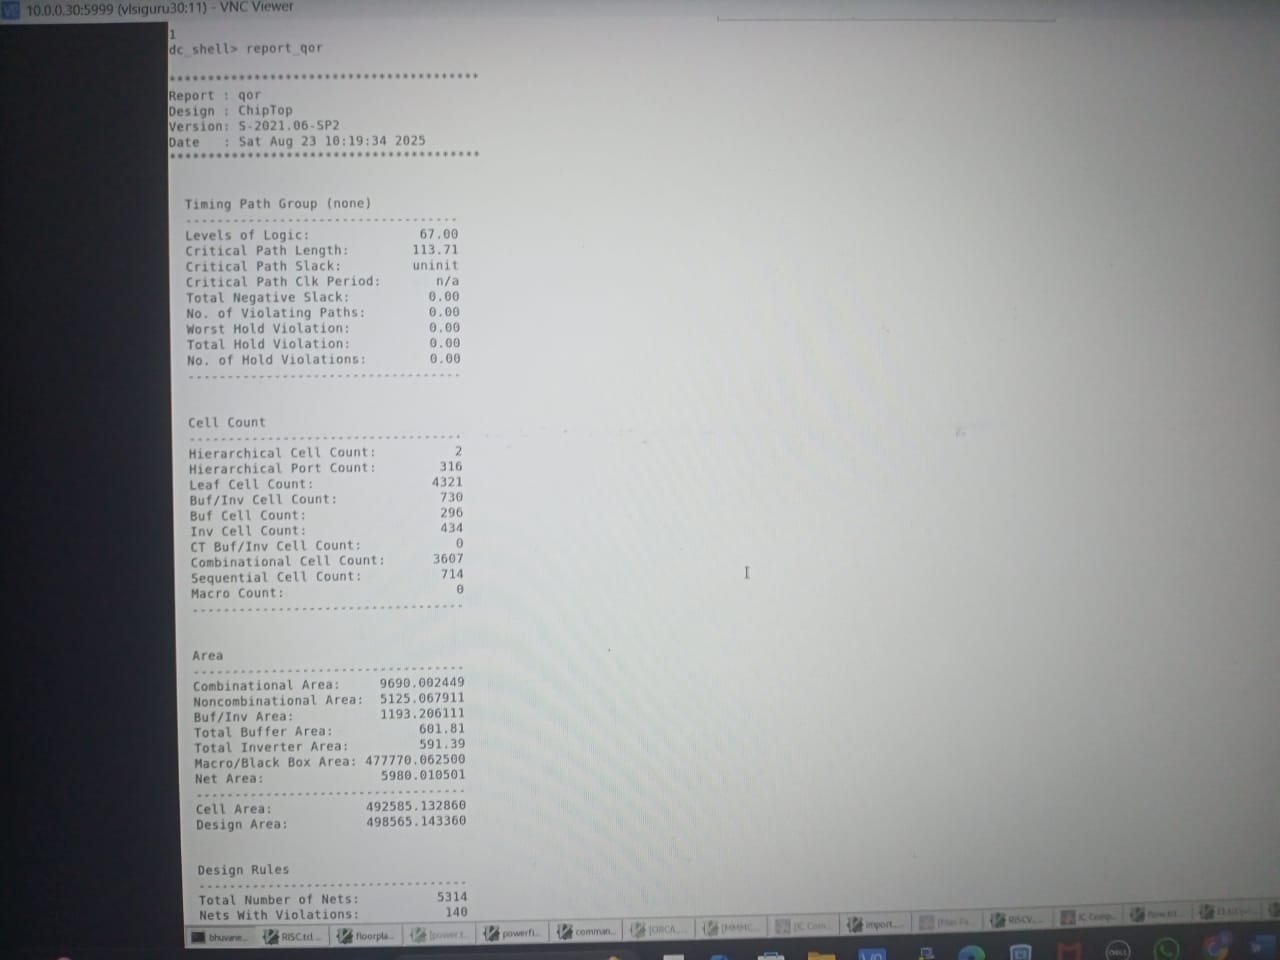 10.0.0.30:5999 (vlsiguru30:11) - VNC Viewer
1
dc_shell> report_qor
****************************************
Report : qor
Design : ChipTop
Version: S-2021.06-SP2
Date   : Sat Aug 23 10:19:34 2025
****************************************
Timing Path Group (none)
-----------------------------------
Levels of Logic: 67.00
Critical Path Length: 113.71
Critical Path Slack: uninit
Critical Path Clk Period: n/a
Total Negative Slack: 0.00
No. of Violating Paths: 0.00
Worst Hold Violation: 0.00
Total Hold Violation: 0.00
No. of Hold Violations: 0.00
-----------------------------------
Cell Count
-----------------------------------
Hierarchical Cell Count: 2
Hierarchical Port Count: 316
Leaf Cell Count: 4321
Buf/Inv Cell Count: 730
Buf Cell Count: 296
Inv Cell Count: 434
CT Buf/Inv Cell Count: 0
Combinational Cell Count: 3607
Sequential Cell Count: 714
Macro Count: 0
-----------------------------------
Area
-----------------------------------
Combinational Area: 9690.002449
Noncombinational Area: 5125.067911
Buf/Inv Area: 1193.206111
Total Buffer Area: 601.81
Total Inverter Area: 591.39
Macro/Black Box Area: 477770.062500
Net Area: 5980.010501
-----------------------------------
Cell Area: 492585.132860
Design Area: 498565.143360
Design Rules
-----------------------------------
Total Number of Nets: 5314
Nets With Violations: 140
bhuvane... RISC.tcl... floorpla... [power.t... powerfl... comman... [ORCA_... [MMMC... [IC Com... import... RISCV... IC Comp...
DELL